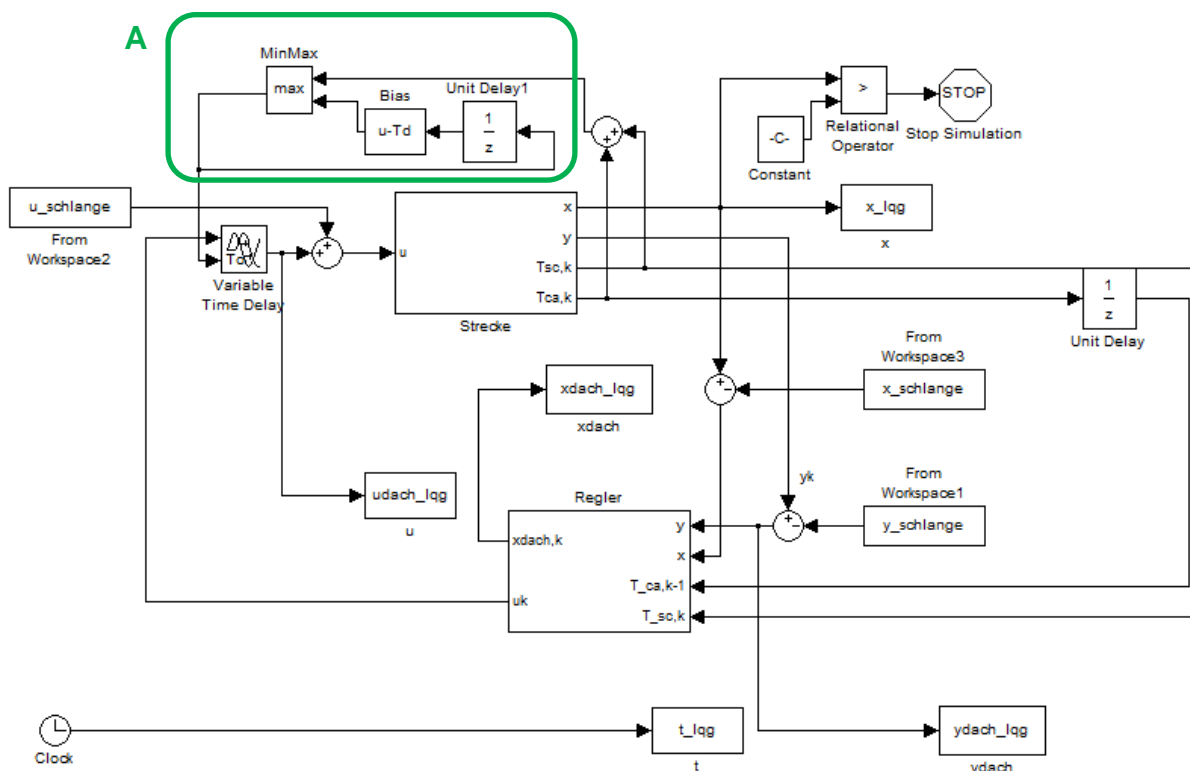 A
MinMax
max
Bias
u-Td
Unit Delay1
1
z
+
+
>
STOP
Relational
Operator
Stop Simulation
-C-
Constant
u_schlange
From
Workspace2
To
Variable
Time Delay
+
+
u
x
y
Tsc,k
Tca,k
Strecke
x_lqg
x
1
z
Unit Delay
From
Workspace3
x_schlange
+
-
xdach_lqg
xdach
yk
From
Workspace1
y_schlange
+
-
udach_lqg
u
Regler
xdach,k
uk
y
x
T_ca,k-1
T_sc,k
Clock
t_lqg
t
ydach_lqg
ydach